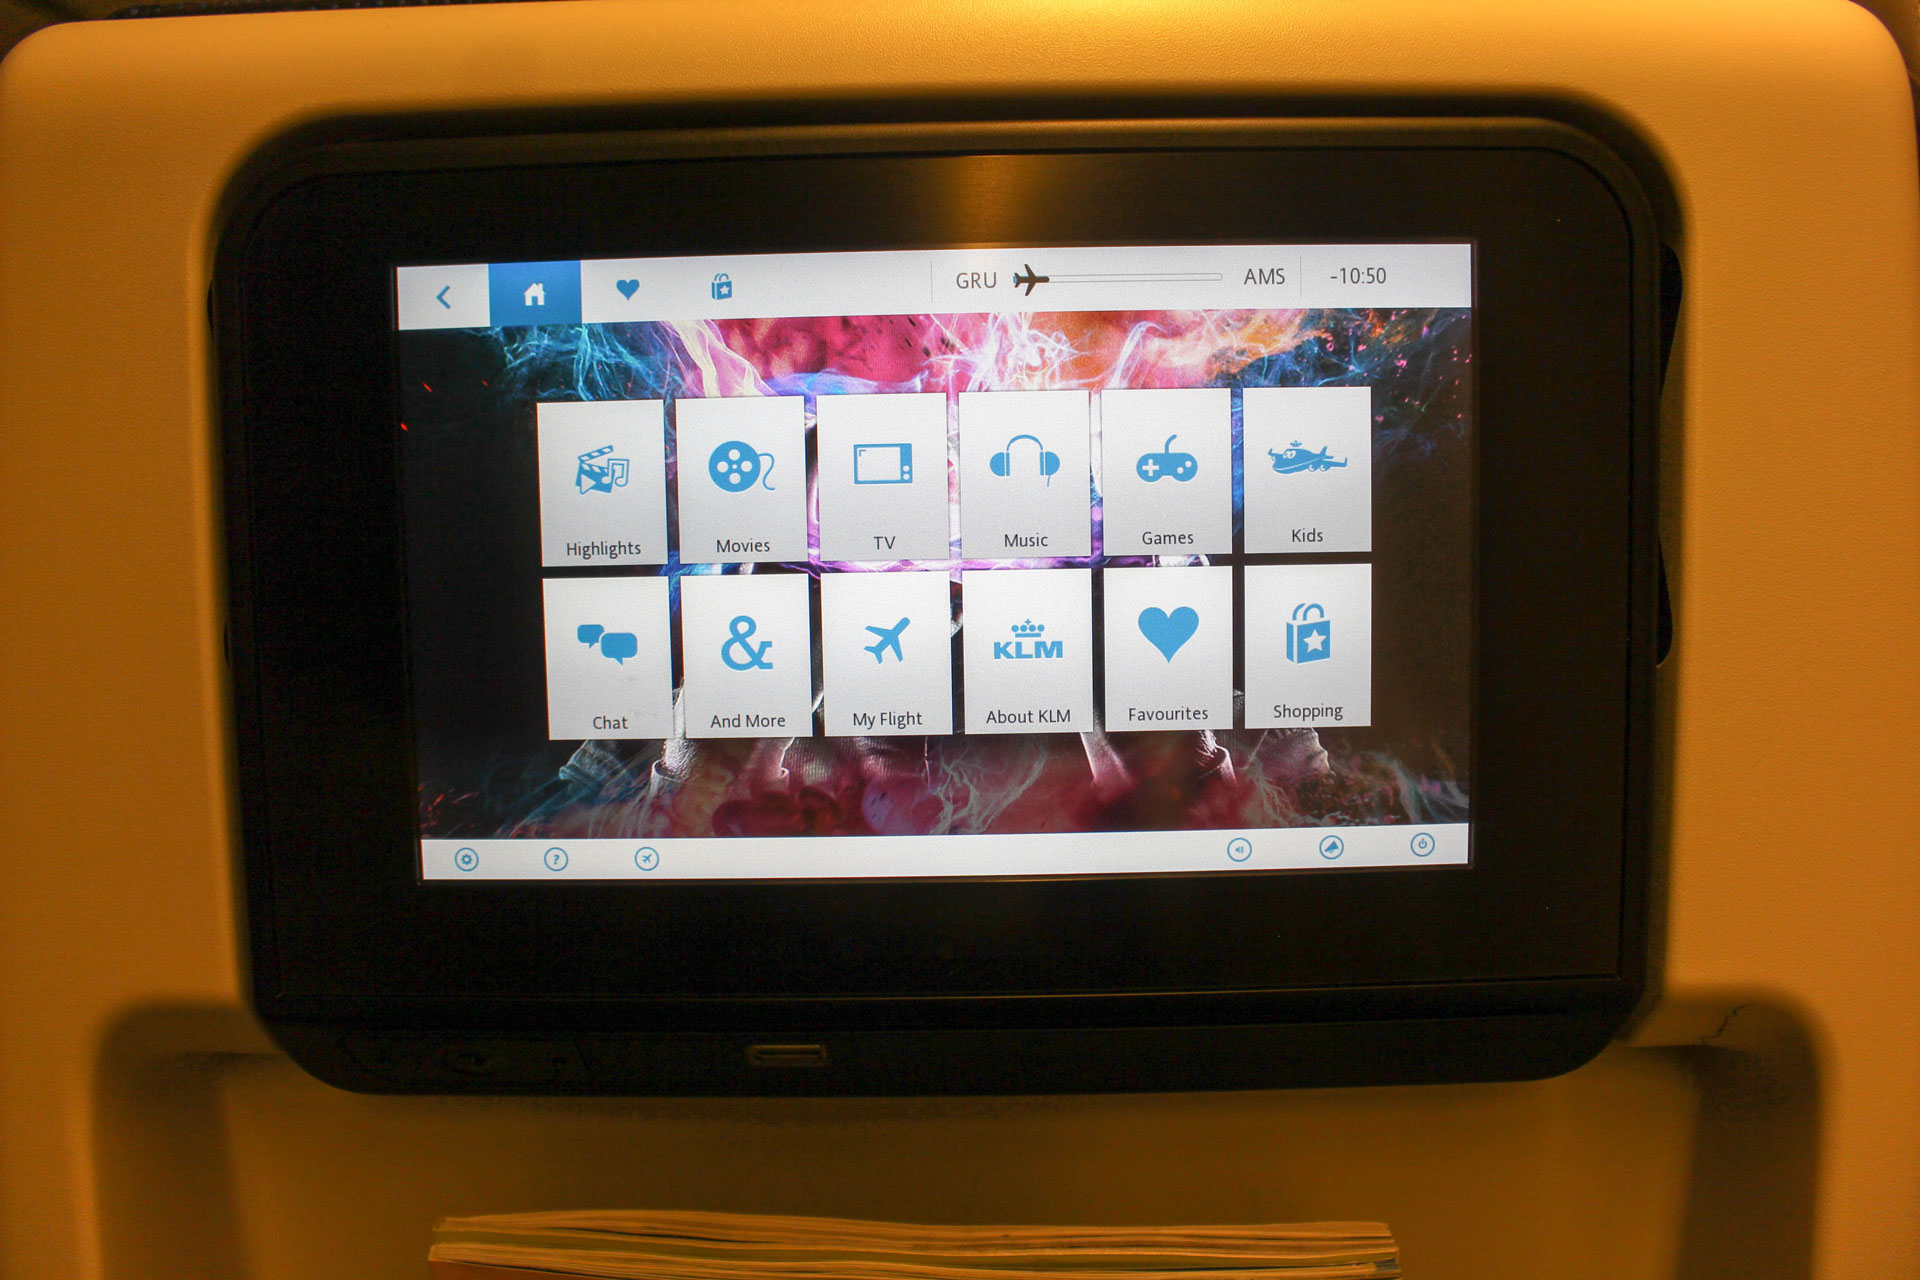 GRU AMS -10:50
Highlights Movies TV Music Games Kids
&
KLM
Chat And More My Flight About KLM Favourites Shopping
?